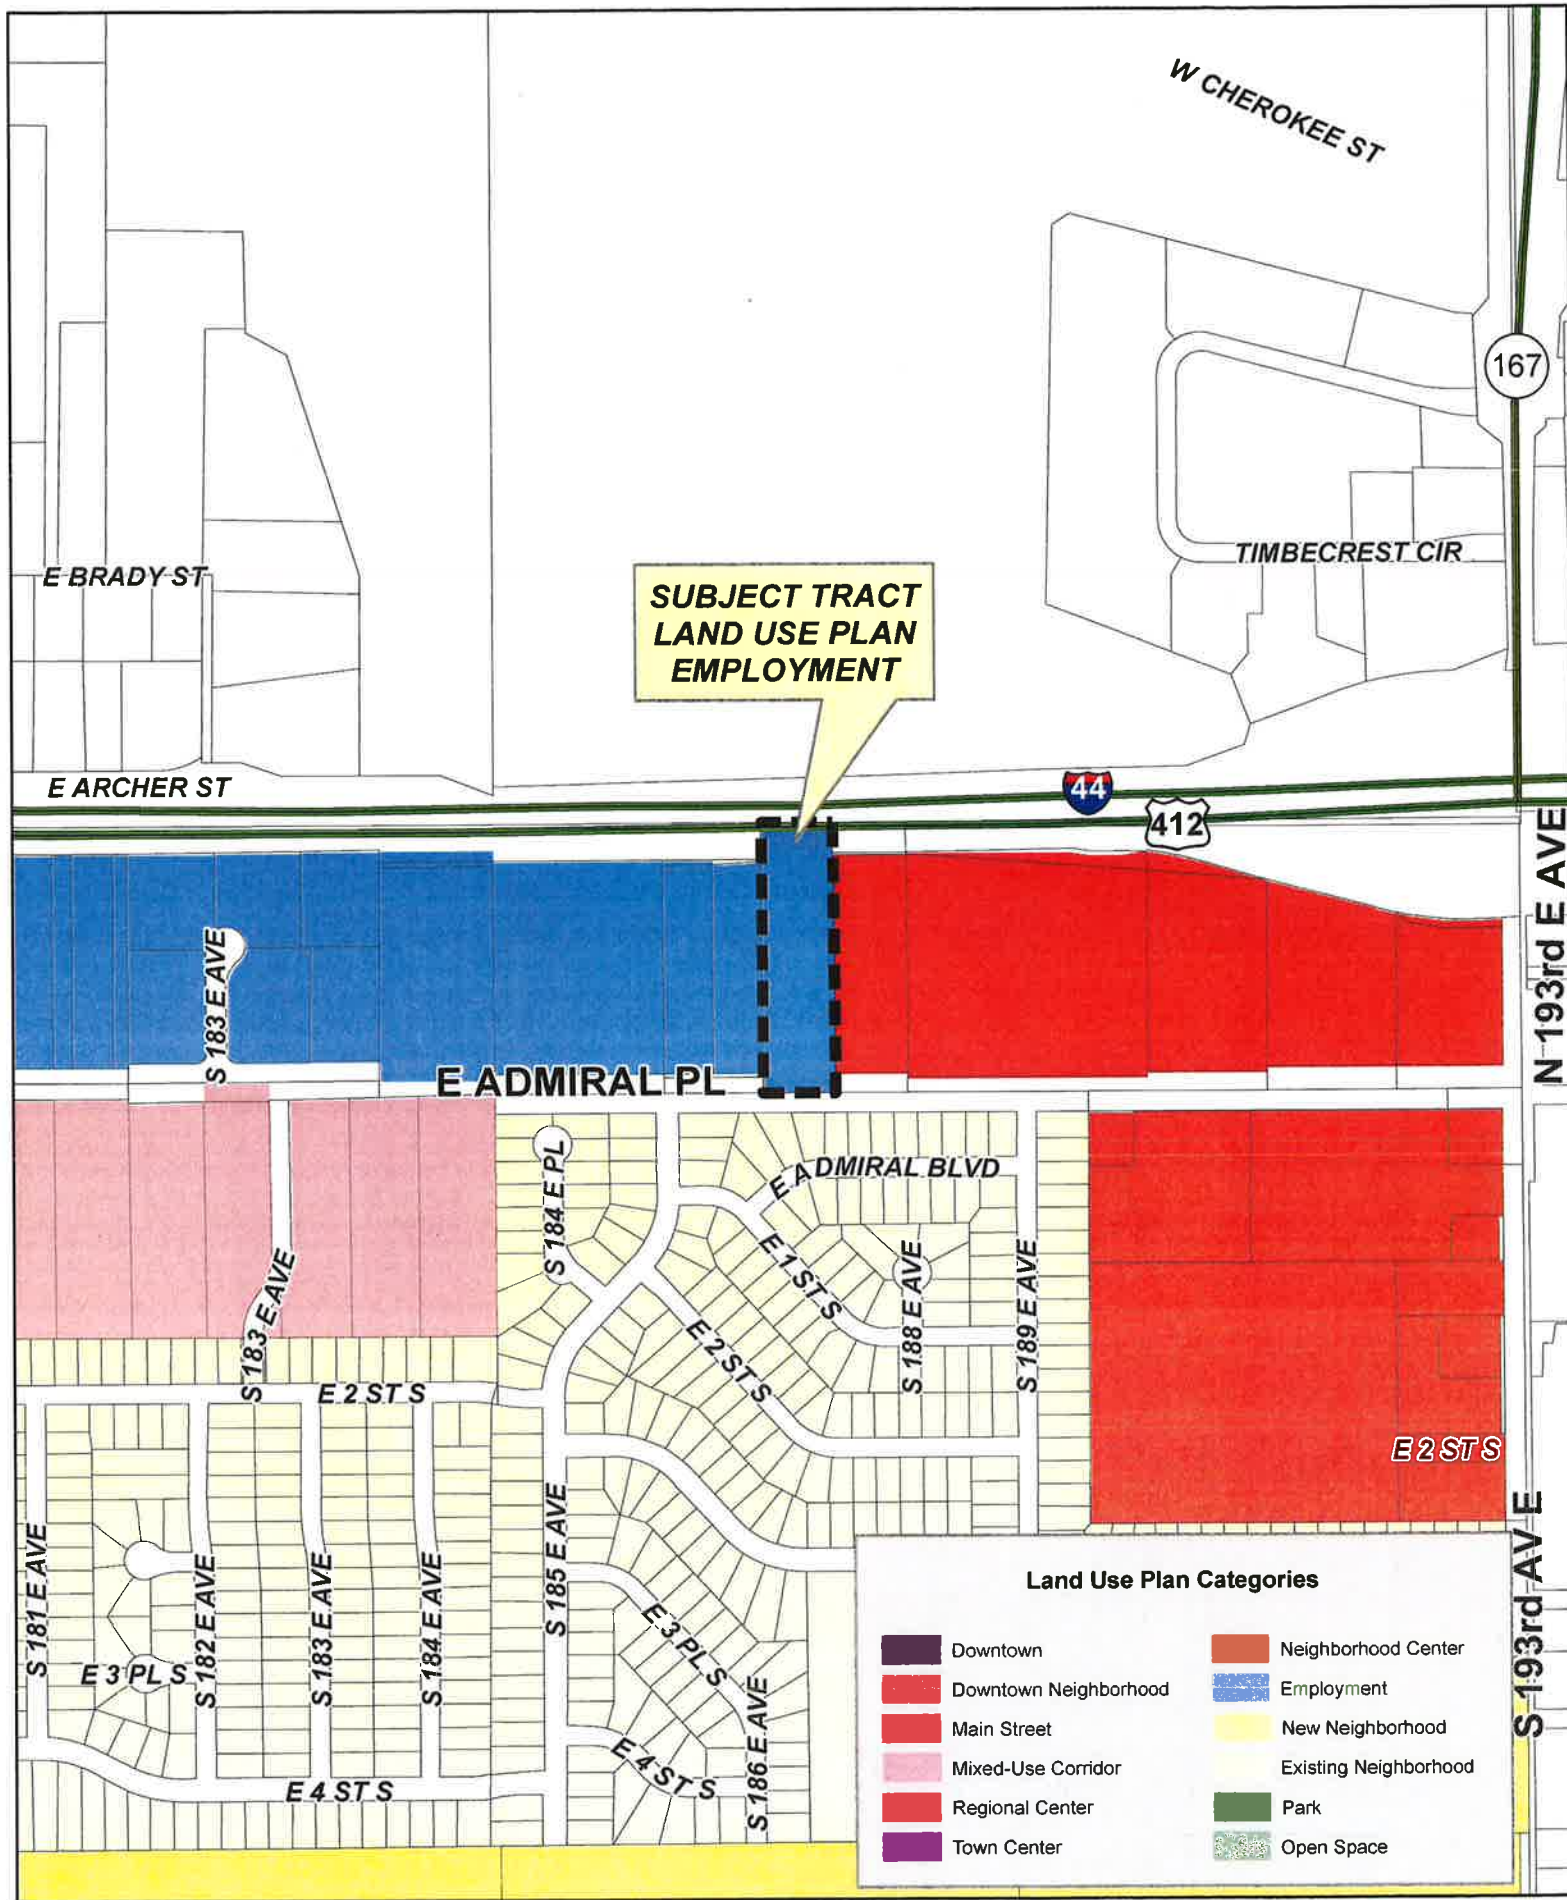 W CHEROKEE ST
167
E BRADY ST
TIMBECREST CIR
SUBJECT TRACT
LAND USE PLAN
EMPLOYMENT
E ARCHER ST
44
412
N 193rd E AVE
S 183 E AVE
E ADMIRAL PL
S 184 E PL
E ADMIRAL BLVD
S 183 E AVE
E 1 ST S
S 188 E AVE
S 189 E AVE
E 2 ST S
E 2 ST S
E 2 ST S
S 181 E AVE
S 182 E AVE
S 183 E AVE
S 184 E AVE
S 185 E AVE
E 3 PL S
E 3 PL S
S 186 E AVE
E 4 ST S
E 4 ST S
S 193rd AV E
Land Use Plan Categories
Downtown
Downtown Neighborhood
Main Street
Mixed-Use Corridor
Regional Center
Town Center
Neighborhood Center
Employment
New Neighborhood
Existing Neighborhood
Park
Open Space